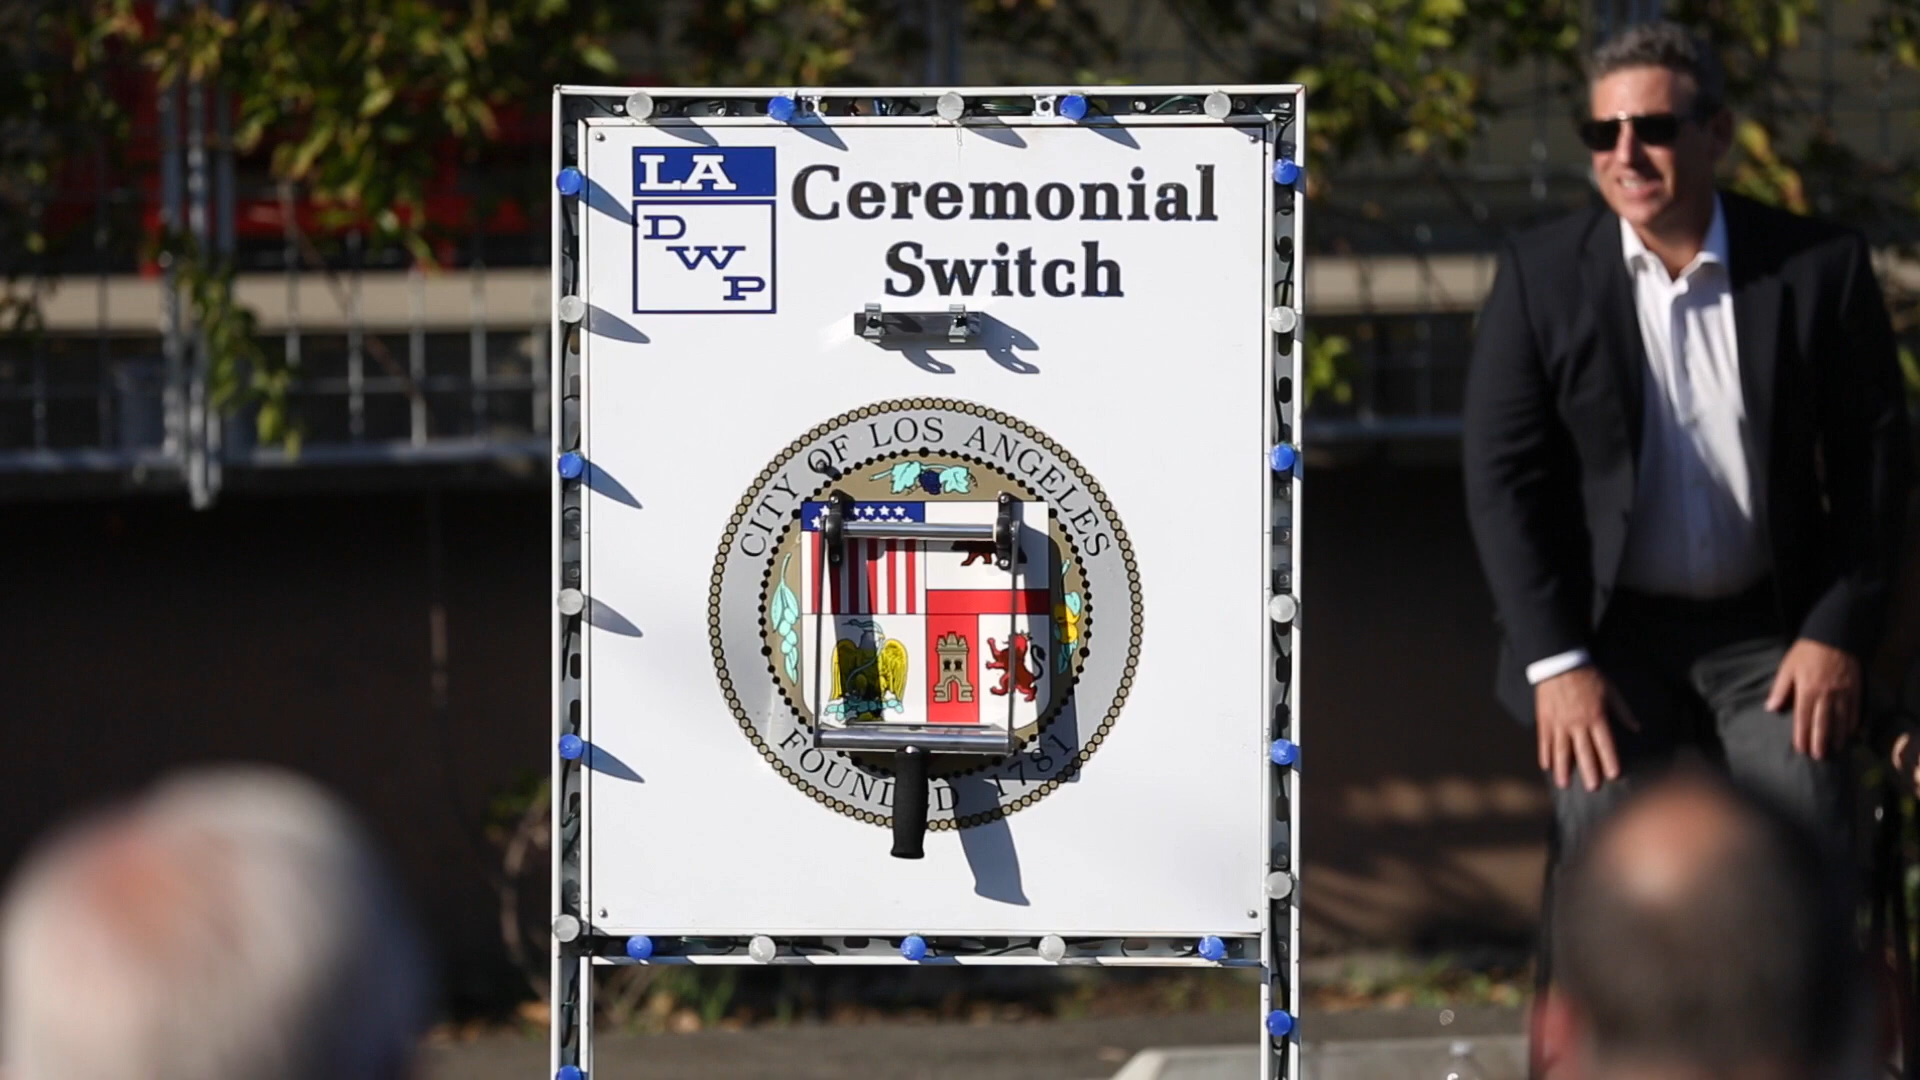 LA
DWP
Ceremonial
Switch
CITY OF LOS ANGELES
FOUNDED 1781